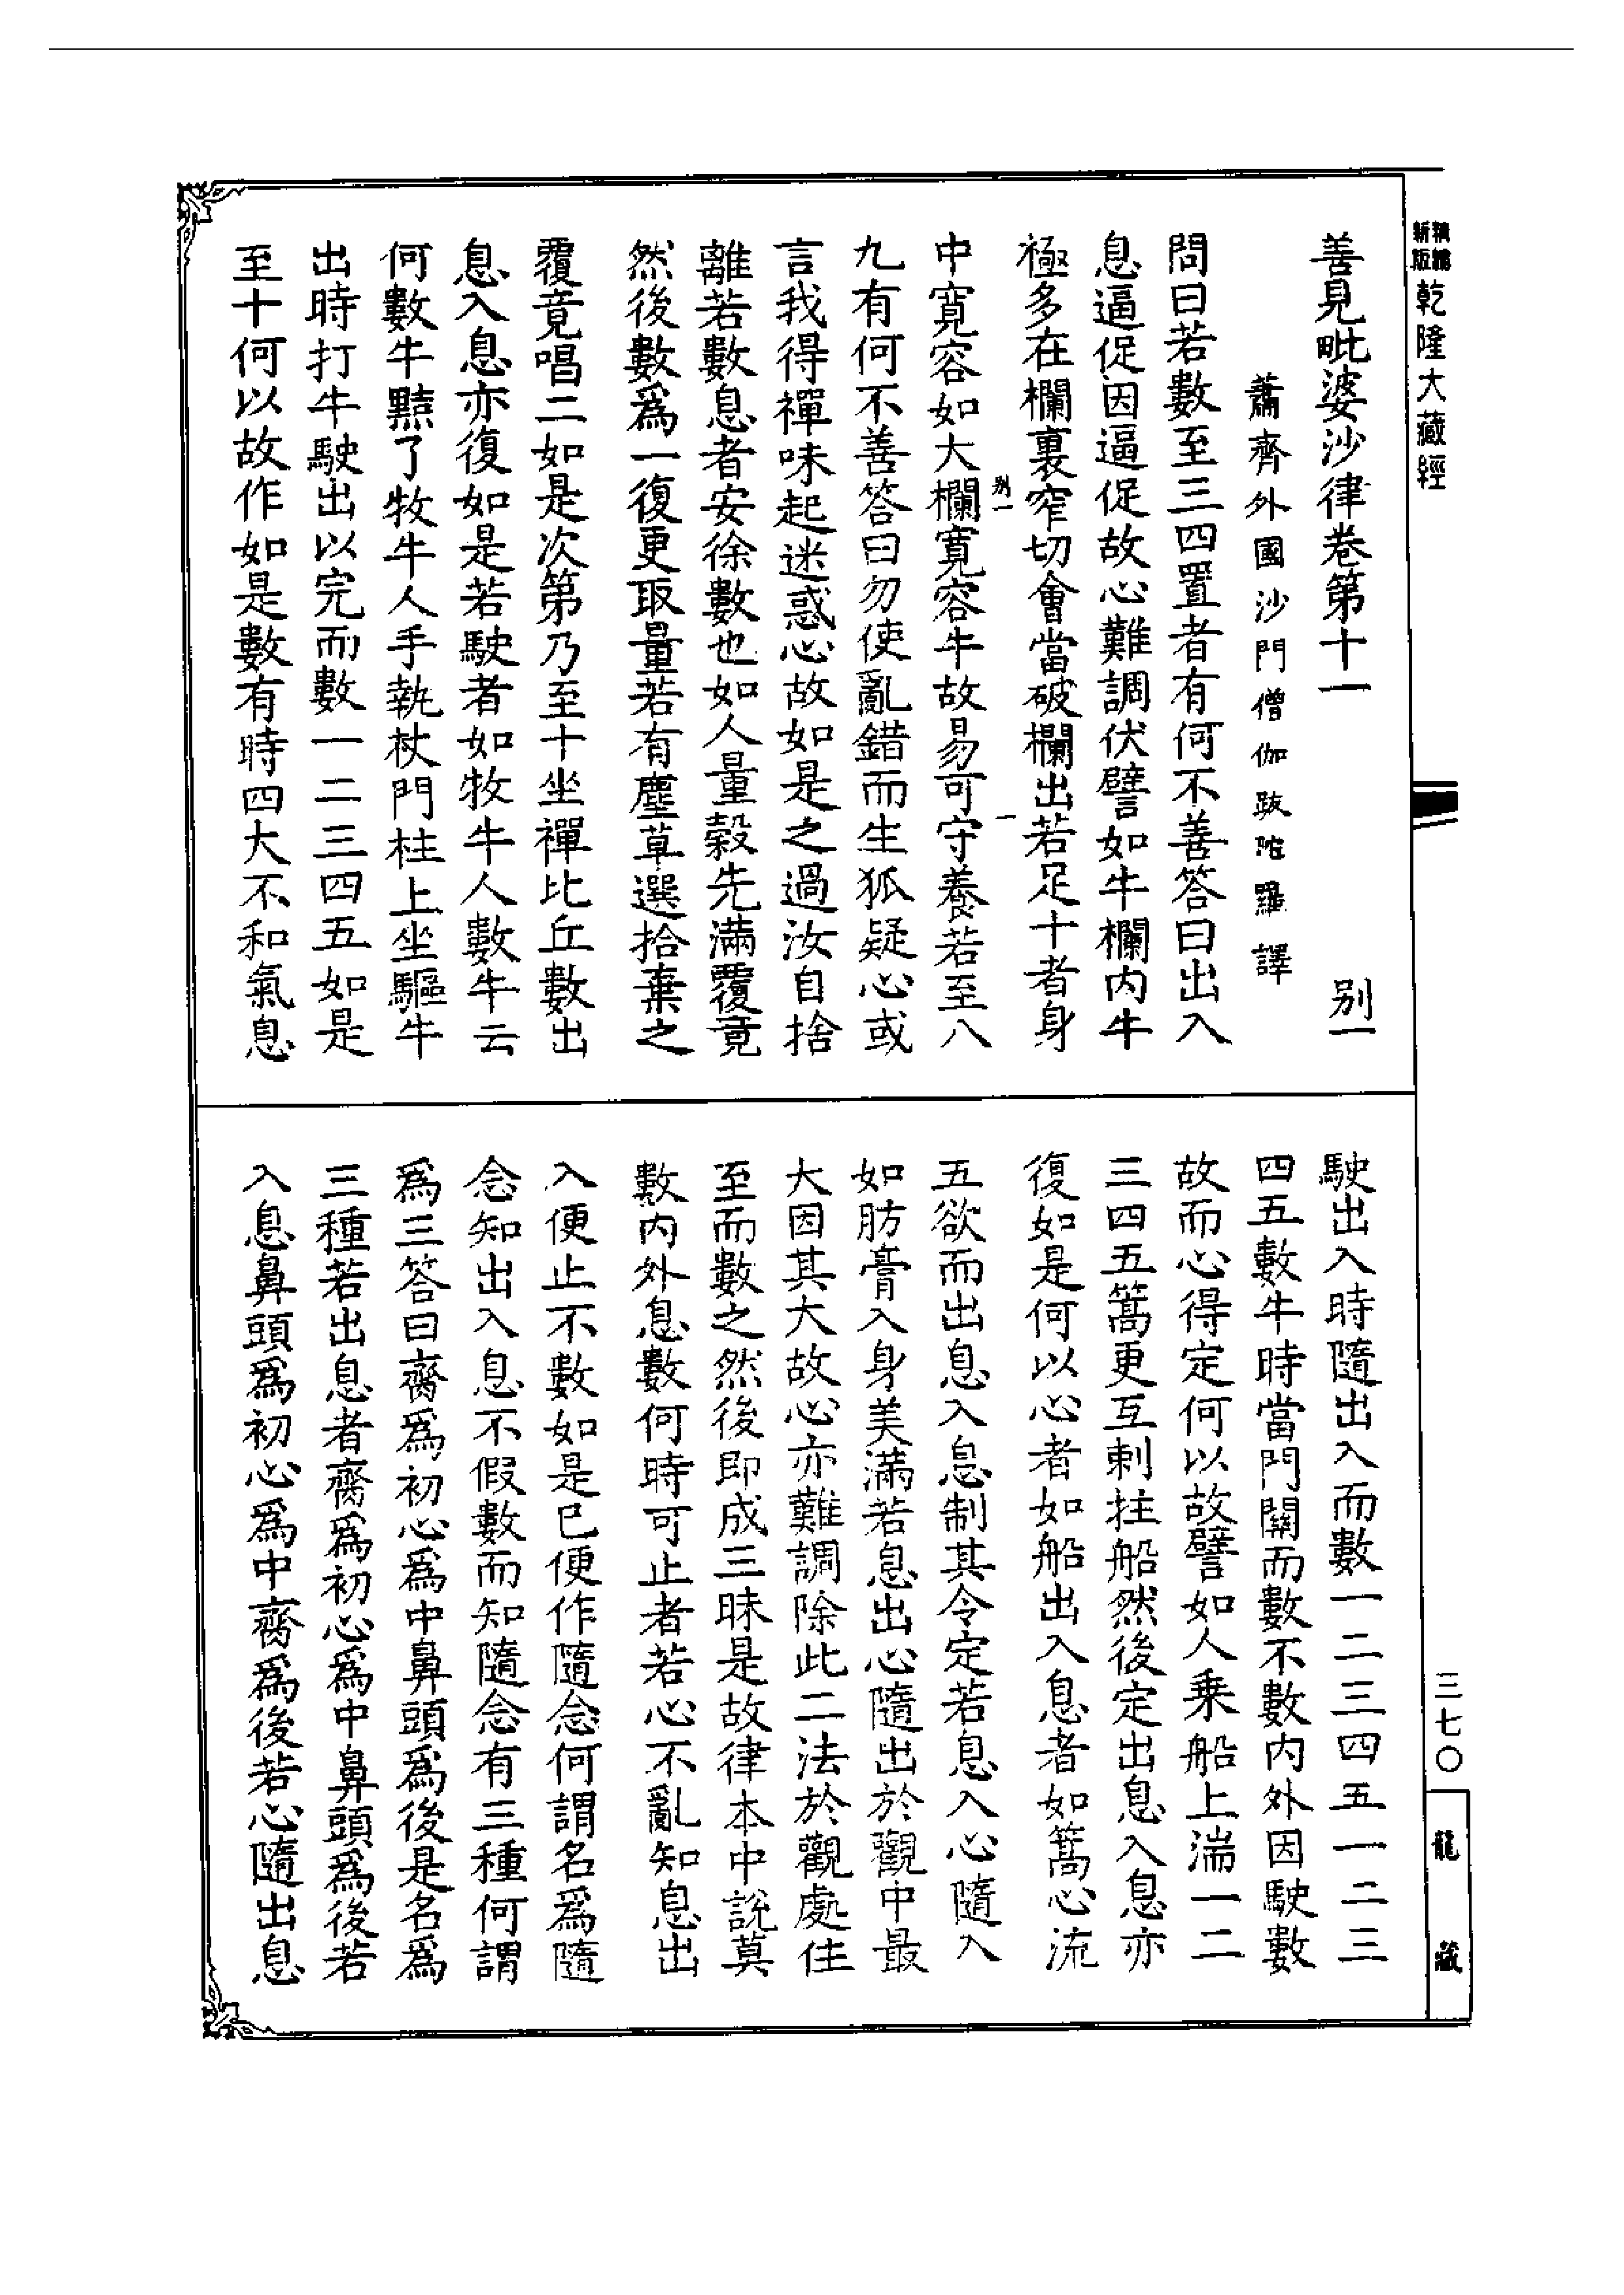 新編
新版
乾隆大藏經
善見毗婆沙律卷第十一 别一
蕭齊外國沙門僧伽跋陀羅譯
問曰若數至三四置者有何不善答曰出入
息逼促因逼促故心難調伏譬如牛欄内牛
極多在欄裏窄切會當破欄出若足十者身
别一 一
中寛容如大欄寛容牛故易可守養若至八
九有何不善答曰勿使亂錯而生狐疑心或
言我得禪味起迷惑心故如是之過汝自捨
離若數息者安徐數也如人量穀先滿覆竟
然後數爲一復更取量若有塵草選拾棄之
覆竟唱二如是次第乃至十坐禪比丘數出
息入息亦復如是若駛者如牧牛人數牛云
何數牛黠了牧牛人手執杖門柱上坐驅牛
出時打牛駛出以完而數一二三四五如是
至十何以故作如是數有時四大不和氣息
駛出入時隨出入而數一二三四五一二三
四五數牛時當門關而數不數内外因駛數
故而心得定何以故譬如人乗船上湍一二
三四五篙更互刺拄船然後定出息入息亦
復如是何以心者如船出入息者如篙心流
五欲而出息入息制其令定若息入心隨入
如肪膏入身美滿若息出心隨出於觀中最
大因其大故心亦難調除此二法於觀處住
至而數之然後即成三昧是故律本中說莫
數内外息數何時可止者若心不亂知息出
入便止不數如是已便作隨念何謂名爲隨
念知出入息不假數而知隨念有三種何謂
爲三答曰齎爲初心爲中鼻頭爲後是名爲
三種若出息者齎爲初心爲中鼻頭爲後若
入息鼻頭爲初心爲中齎爲後若心隨出息
三七〇
龍藏